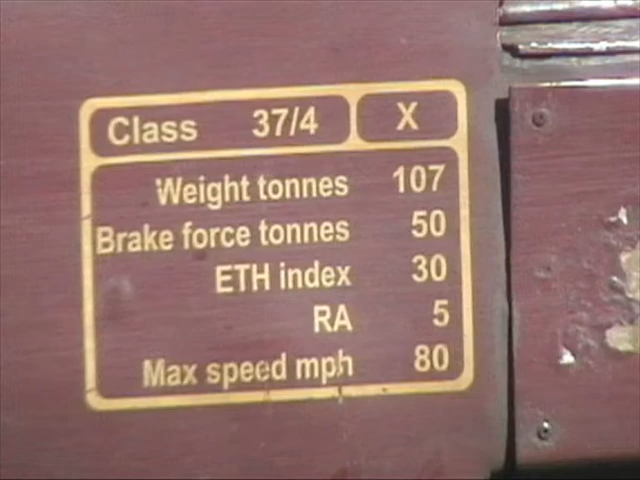 Class 37/4 X
Weight tonnes 107
Brake force tonnes 50
ETH index 30
RA 5
Max speed mph 80